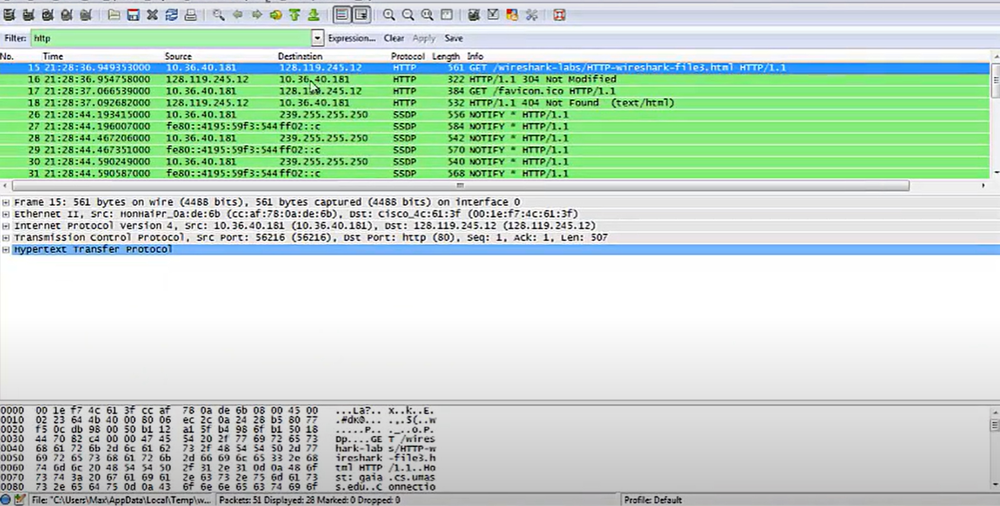 Filter: http Expression... Clear Apply Save
No. Time Source Destination Protocol Length Info
15 21:28:36.949353000 10.36.40.181 128.119.245.12 HTTP 561 GET /wireshark-labs/HTTP-wireshark-file3.html HTTP/1.1
16 21:28:36.954758000 128.119.245.12 10.36.40.181 HTTP 322 HTTP/1.1 304 Not Modified
17 21:28:37.066539000 10.36.40.181 128.119.245.12 HTTP 384 GET /favicon.ico HTTP/1.1
18 21:28:37.092682000 128.119.245.12 10.36.40.181 HTTP 532 HTTP/1.1 404 Not Found (text/html)
26 21:28:44.193415000 10.36.40.181 239.255.255.250 SSDP 556 NOTIFY * HTTP/1.1
27 21:28:44.196007000 fe80::4195:59f3:544 ff02::c SSDP 584 NOTIFY * HTTP/1.1
28 21:28:44.467206000 10.36.40.181 239.255.255.250 SSDP 542 NOTIFY * HTTP/1.1
29 21:28:44.467351000 fe80::4195:59f3:544 ff02::c SSDP 570 NOTIFY * HTTP/1.1
30 21:28:44.590249000 10.36.40.181 239.255.255.250 SSDP 540 NOTIFY * HTTP/1.1
31 21:28:44.590587000 fe80::4195:59f3:544 ff02::c SSDP 568 NOTIFY * HTTP/1.1
Frame 15: 561 bytes on wire (4488 bits), 561 bytes captured (4488 bits) on interface 0
Ethernet II, Src: HonHaiPr_0a:de:6b (cc:af:78:0a:de:6b), Dst: Cisco_4c:61:3f (00:1e:f7:4c:61:3f)
Internet Protocol Version 4, Src: 10.36.40.181 (10.36.40.181), Dst: 128.119.245.12 (128.119.245.12)
Transmission Control Protocol, Src Port: 56216 (56216), Dst Port: http (80), Seq: 1, Ack: 1, Len: 507
Hypertext Transfer Protocol
0000 00 1e f7 4c 61 3f cc af 78 0a de 6b 08 00 45 00 ...La?.. x..k..E.
0010 02 23 64 4b 40 00 80 06 ec 2c 0a 24 28 b5 80 77 .#dK@... .,.$(..w
0020 f5 0c db 98 00 50 b1 12 a1 5f b4 98 6f b1 50 18 .....P.. ._..o.P.
0030 44 70 82 c4 00 00 47 45 54 20 2f 77 69 72 65 73 Dp....GE T /wires
0040 68 61 72 6b 2d 6c 61 62 73 2f 48 54 54 50 2d 77 hark-lab s/HTTP-w
0050 69 72 65 73 68 61 72 6b 2d 66 69 6c 65 33 2e 68 ireshark -file3.h
0060 74 6d 6c 20 48 54 54 50 2f 31 2e 31 0d 0a 48 6f tml HTTP /1.1..Ho
0070 73 74 3a 20 67 61 69 61 2e 63 73 2e 75 6d 61 73 st: gaia .cs.umas
0080 73 2e 65 64 75 0d 0a 43 6f 6e 6e 65 63 74 69 6f s.edu..C onnectio
File: "C:\Users\Max\AppData\Local\Temp\w... Packets: 51 Displayed: 28 Marked: 0 Dropped: 0 Profile: Default